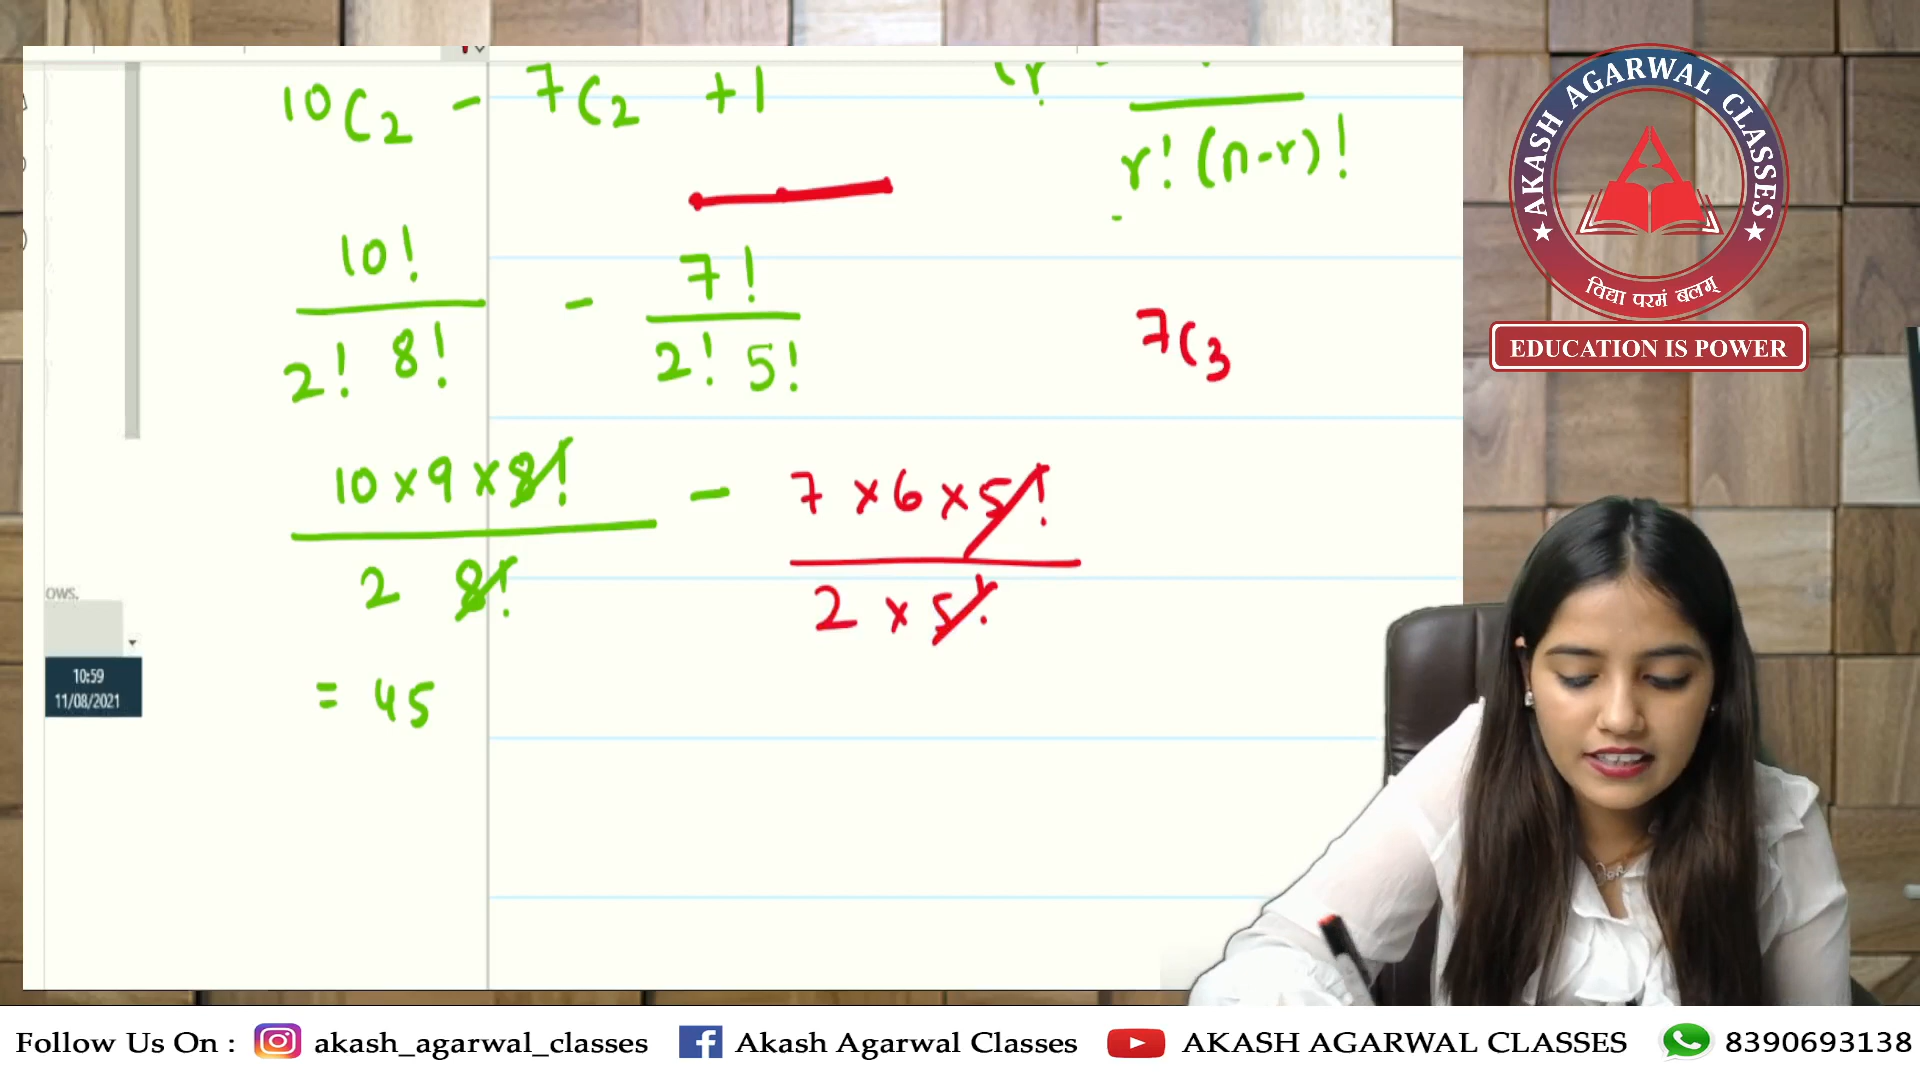 ¹⁰C₂ - ⁷C₂ + 1
r! (n-r)!
10! / 2! 8! - 7! / 2! 5!
⁷C₃
10 × 9 × 8! / 2 8! - 7 × 6 × 5! / 2 × 5!
= 45
ows.
10:59
11/08/2021
AKASH AGARWAL CLASSES
विद्या परमं बलम्
EDUCATION IS POWER
Follow Us On : akash_agarwal_classes Akash Agarwal Classes AKASH AGARWAL CLASSES 8390693138